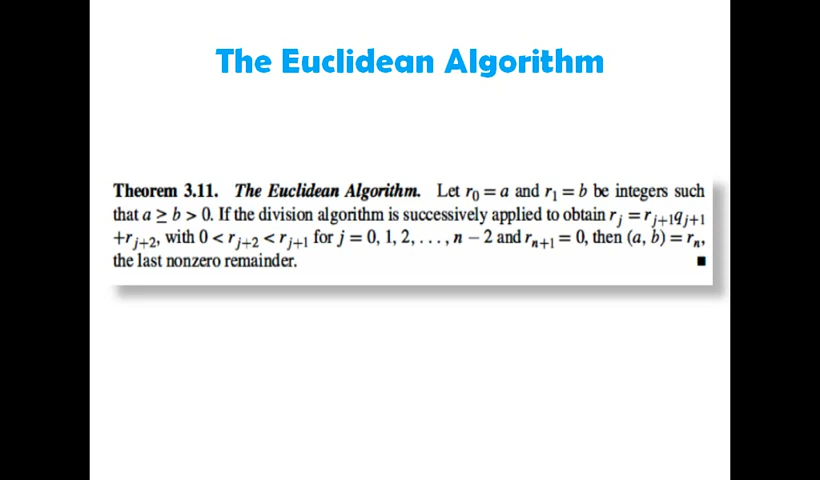 The Euclidean Algorithm
Theorem 3.11. The Euclidean Algorithm. Let r₀ = a and r₁ = b be integers such
that a ≥ b > 0. If the division algorithm is successively applied to obtain rⱼ = rⱼ₊₁qⱼ₊₁
+rⱼ₊₂, with 0 < rⱼ₊₂ < rⱼ₊₁ for j = 0, 1, 2, . . . , n − 2 and rₙ₊₁ = 0, then (a, b) = rₙ,
the last nonzero remainder. ■